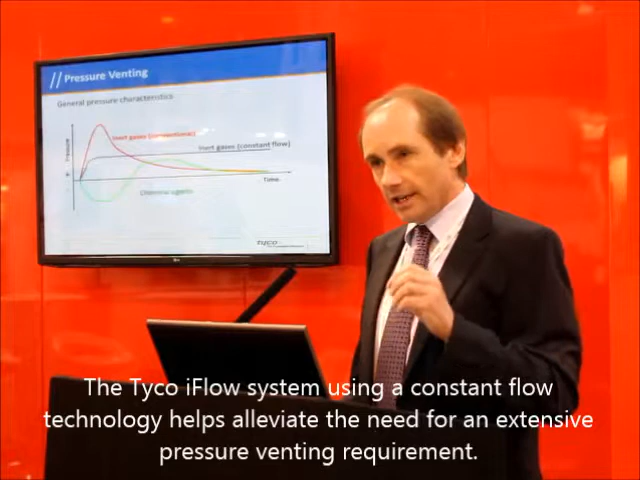 // Pressure Venting
General pressure characteristics
Pressure
Inert gases (conventional)
Inert gases (constant flow)
Time
Chemical agents
+
-
tyco
The Tyco iFlow system using a constant flow
technology helps alleviate the need for an extensive
pressure venting requirement.